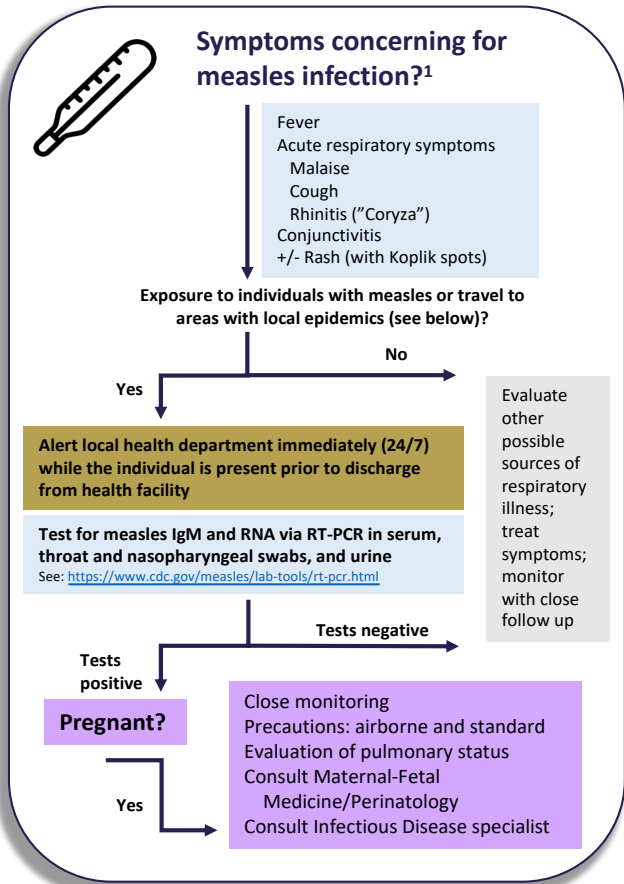 Symptoms concerning for
measles infection?¹
Fever
Acute respiratory symptoms
Malaise
Cough
Rhinitis (”Coryza”)
Conjunctivitis
+/- Rash (with Koplik spots)
Exposure to individuals with measles or travel to
areas with local epidemics (see below)?
No
Yes
Alert local health department immediately (24/7)
while the individual is present prior to discharge
from health facility
Test for measles IgM and RNA via RT-PCR in serum,
throat and nasopharyngeal swabs, and urine
See: https://www.cdc.gov/measles/lab-tools/rt-pcr.html
Evaluate
other
possible
sources of
respiratory
illness;
treat
symptoms;
monitor
with close
follow up
Tests negative
Tests
positive
Pregnant?
Yes
Close monitoring
Precautions: airborne and standard
Evaluation of pulmonary status
Consult Maternal-Fetal
Medicine/Perinatology
Consult Infectious Disease specialist